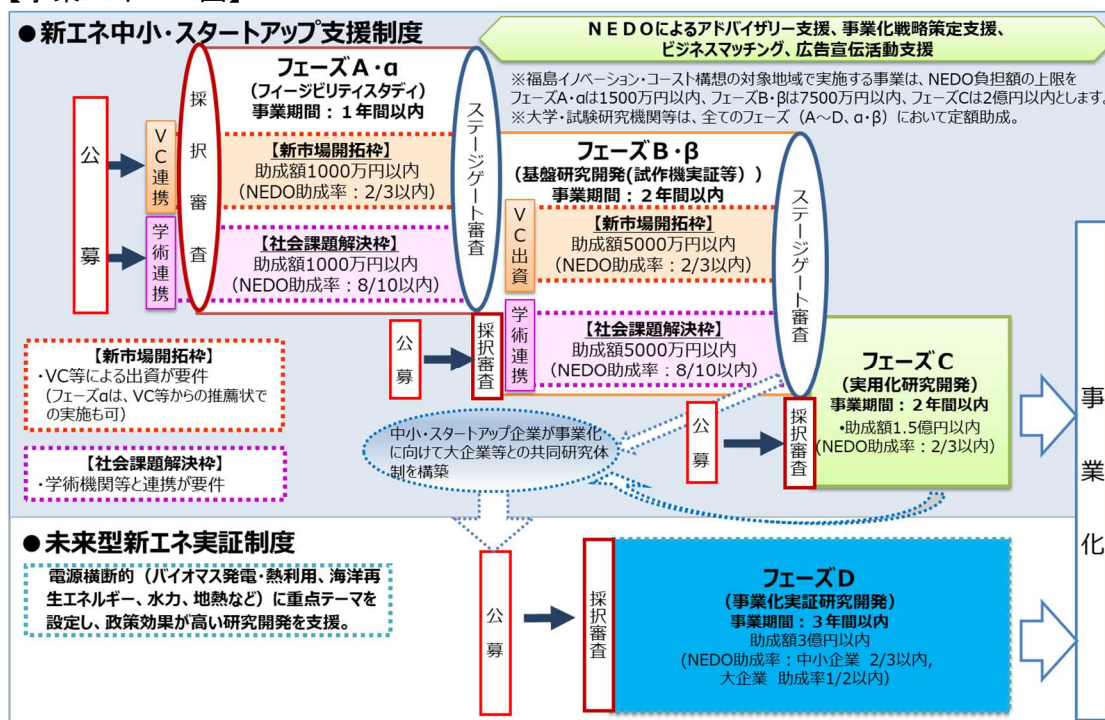 ●新エネ中小・スタートアップ支援制度
NEDOによるアドバイザリー支援、事業化戦略策定支援、
ビジネスマッチング、広告宣伝活動支援
※福島イノベーション・コースト構想の対象地域で実施する事業は、NEDO負担額の上限を
フェーズA・αは1500万円以内、フェーズB・βは7500万円以内、フェーズCは2億円以内とします。
※大学・試験研究機関等は、全てのフェーズ（A～D、α・β）において定額助成。
公募
VC連携
学術連携
採択審査
フェーズA・α
（フィージビリティスタディ）
事業期間：１年間以内
【新市場開拓枠】
助成額1000万円以内
（NEDO助成率：2/3以内）
【社会課題解決枠】
助成額1000万円以内
（NEDO助成率：8/10以内）
ステージゲート審査
公募
採択審査
フェーズB・β
（基盤研究開発(試作機実証等））
事業期間：２年間以内
VC出資
【新市場開拓枠】
助成額5000万円以内
（NEDO助成率：2/3以内）
学術連携
【社会課題解決枠】
助成額5000万円以内
（NEDO助成率：8/10以内）
ステージゲート審査
公募
採択審査
フェーズC
（実用化研究開発）
事業期間：２年間以内
・助成額1.5億円以内
（NEDO助成率：2/3以内）
【新市場開拓枠】
・VC等による出資が要件
（フェーズαは、VC等からの推薦状で
の実施も可）
【社会課題解決枠】
・学術機関等と連携が要件
中小・スタートアップ企業が事業化
に向けて大企業等との共同研究体
制を構築
●未来型新エネ実証制度
電源横断的（バイオマス発電・熱利用、海洋再
生エネルギー、水力、地熱など）に重点テーマを
設定し、政策効果が高い研究開発を支援。
公募
採択審査
フェーズD
（事業化実証研究開発）
事業期間：３年間以内
助成額3億円以内
（NEDO助成率：中小企業 2/3以内,
大企業 助成率1/2以内）
事業化